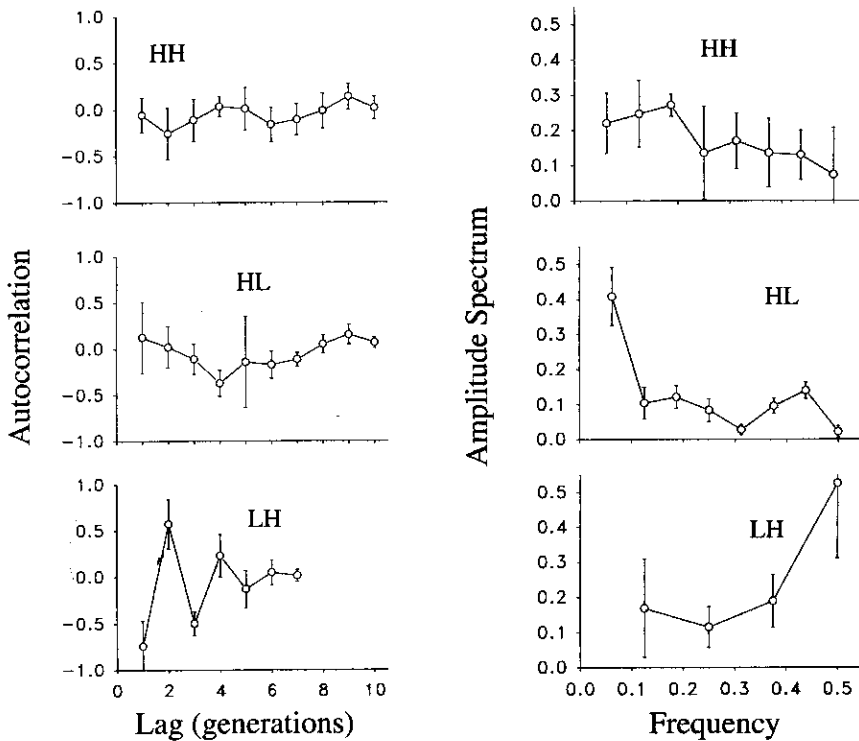 1.0
0.5
0.0
−0.5
−1.0
HH
1.0
0.5
0.0
−0.5
−1.0
HL
1.0
0.5
0.0
−0.5
−1.0
LH
0 2 4 6 8 10
Autocorrelation
Lag (generations)
0.5
0.4
0.3
0.2
0.1
0.0
HH
0.5
0.4
0.3
0.2
0.1
0.0
HL
0.5
0.4
0.3
0.2
0.1
0.0
LH
0.0 0.1 0.2 0.3 0.4 0.5
Amplitude Spectrum
Frequency